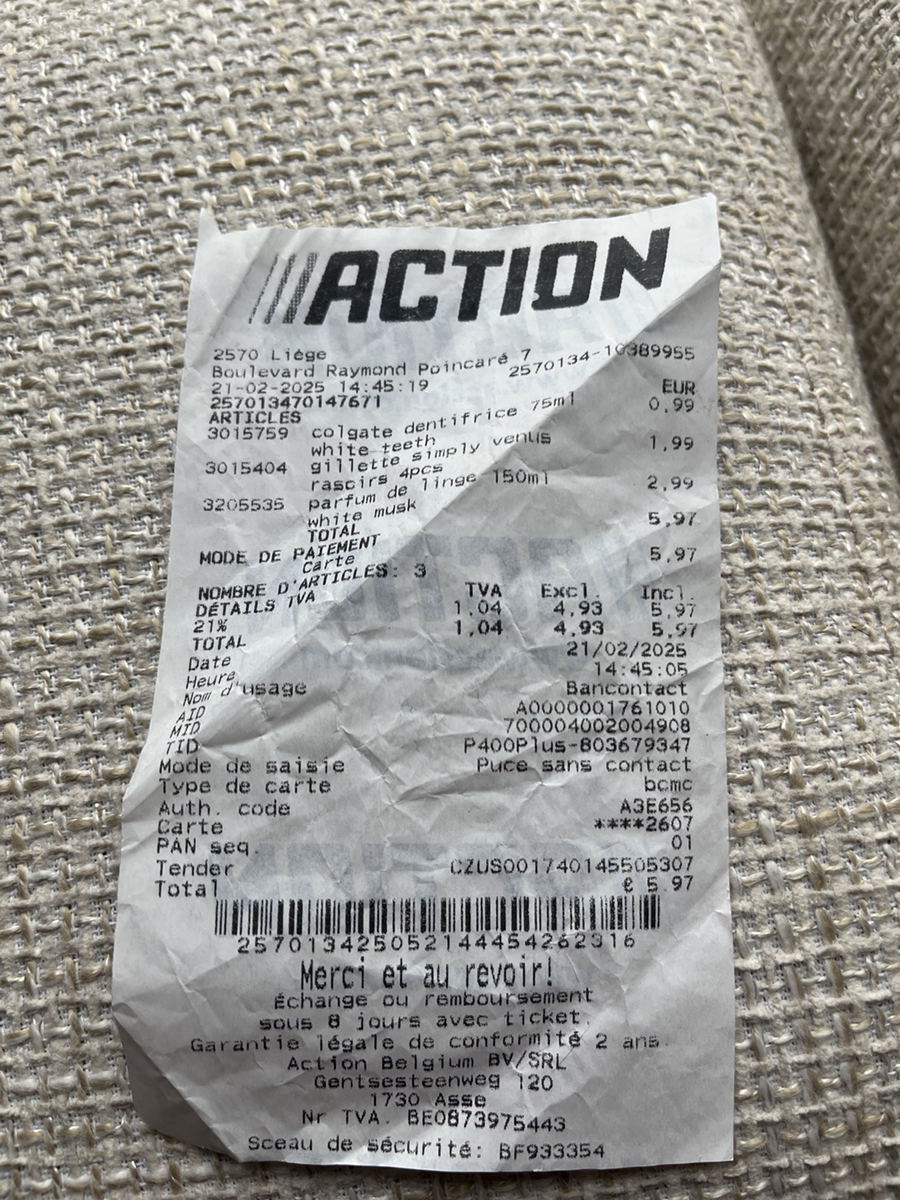 ACTION
2570 Liège
Boulevard Raymond Poincaré 7
21-02-2025 14:45:19 2570134-10389955
257013470147671 EUR
ARTICLES
3015759 colgate dentifrice 75ml 0,99
white teeth
3015404 gillette simply venus 1,99
rasoirs 4pcs
3205535 parfum de linge 150ml 2,99
white musk
TOTAL 5,97
MODE DE PAIEMENT
Carte 5,97
NOMBRE D'ARTICLES: 3
DÉTAILS TVA TVA Excl. Incl.
21% 1,04 4,93 5,97
TOTAL 1,04 4,93 5,97
Date 21/02/2025
Heure 14:45:05
Nom d'usage Bancontact
AID A0000001761010
MID 7000004002004908
TID P400Plus-803679347
Mode de saisie Puce sans contact
Type de carte bcmc
Auth. code A3E656
Carte ****2607
PAN seq. 01
Tender CZUS001740145505307
Total € 5.97
2570134250521444454262316
Merci et au revoir!
Échange ou remboursement
sous 8 jours avec ticket.
Garantie légale de conformité 2 ans.
Action Belgium BV/SRL
Gentsesteenweg 120
1730 Asse
Nr TVA. BE0873975443
Sceau de sécurité: BF933354